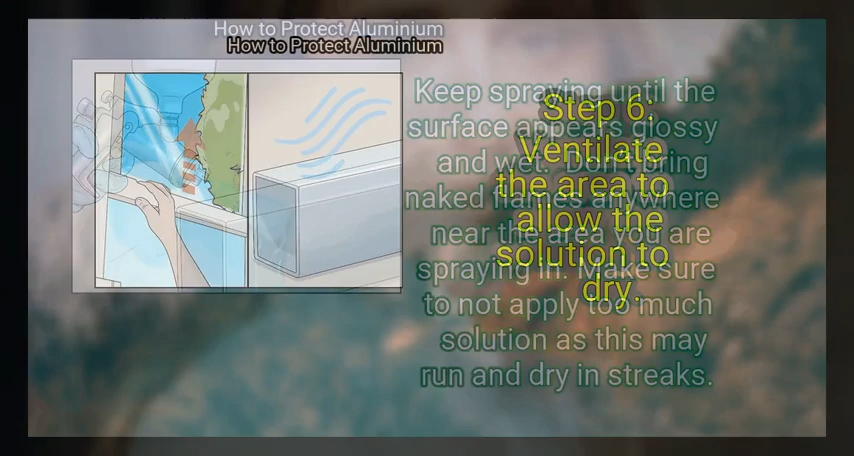 How to Protect Aluminium
How to Protect Aluminium
Keep spraying until the
surface appears glossy
and wet. Don't bring
naked flames anywhere
near the area you are
spraying in. Make sure
to not apply too much
solution as this may
run and dry in streaks.
Step 6:
Ventilate
the area to
allow the
solution to
dry.